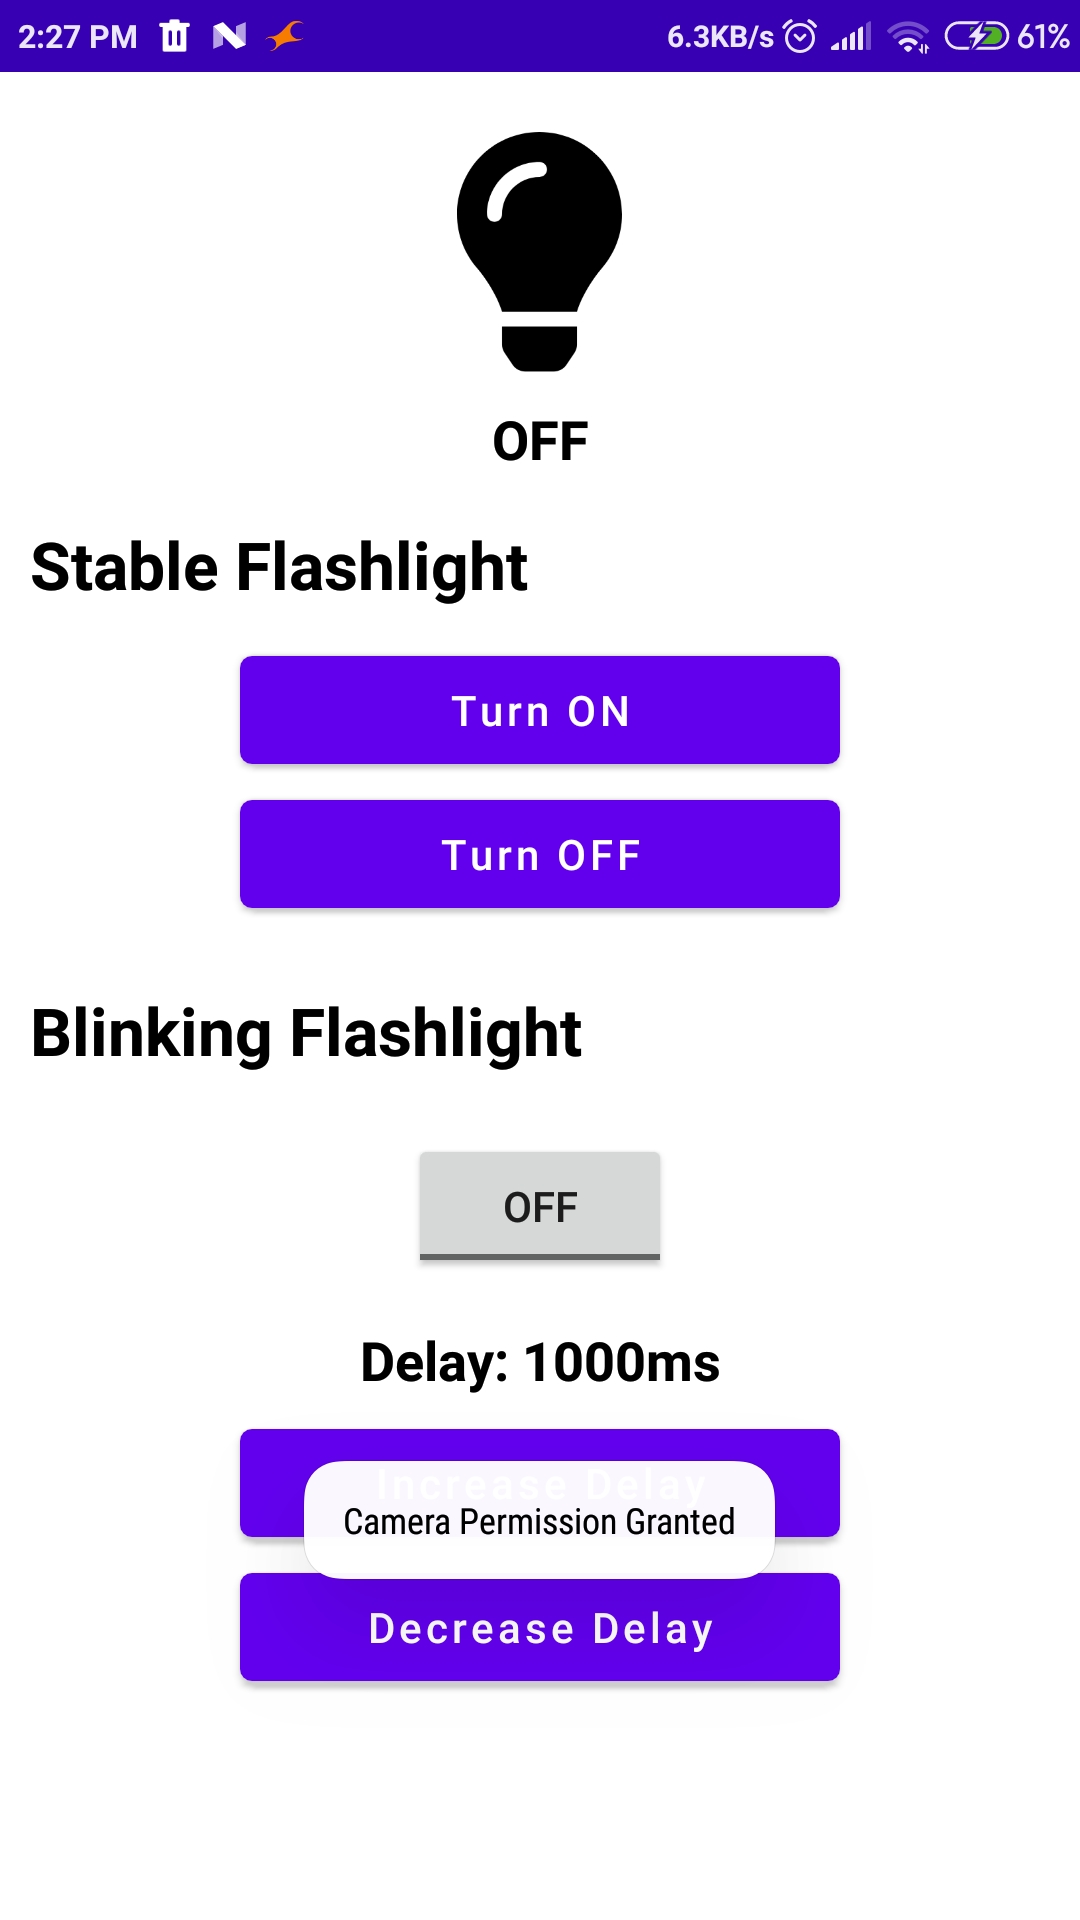 2:27 PM 6.3KB/s 61%
OFF
Stable Flashlight
Turn ON
Turn OFF
Blinking Flashlight
OFF
Delay: 1000ms
Increase Delay
Camera Permission Granted
Decrease Delay